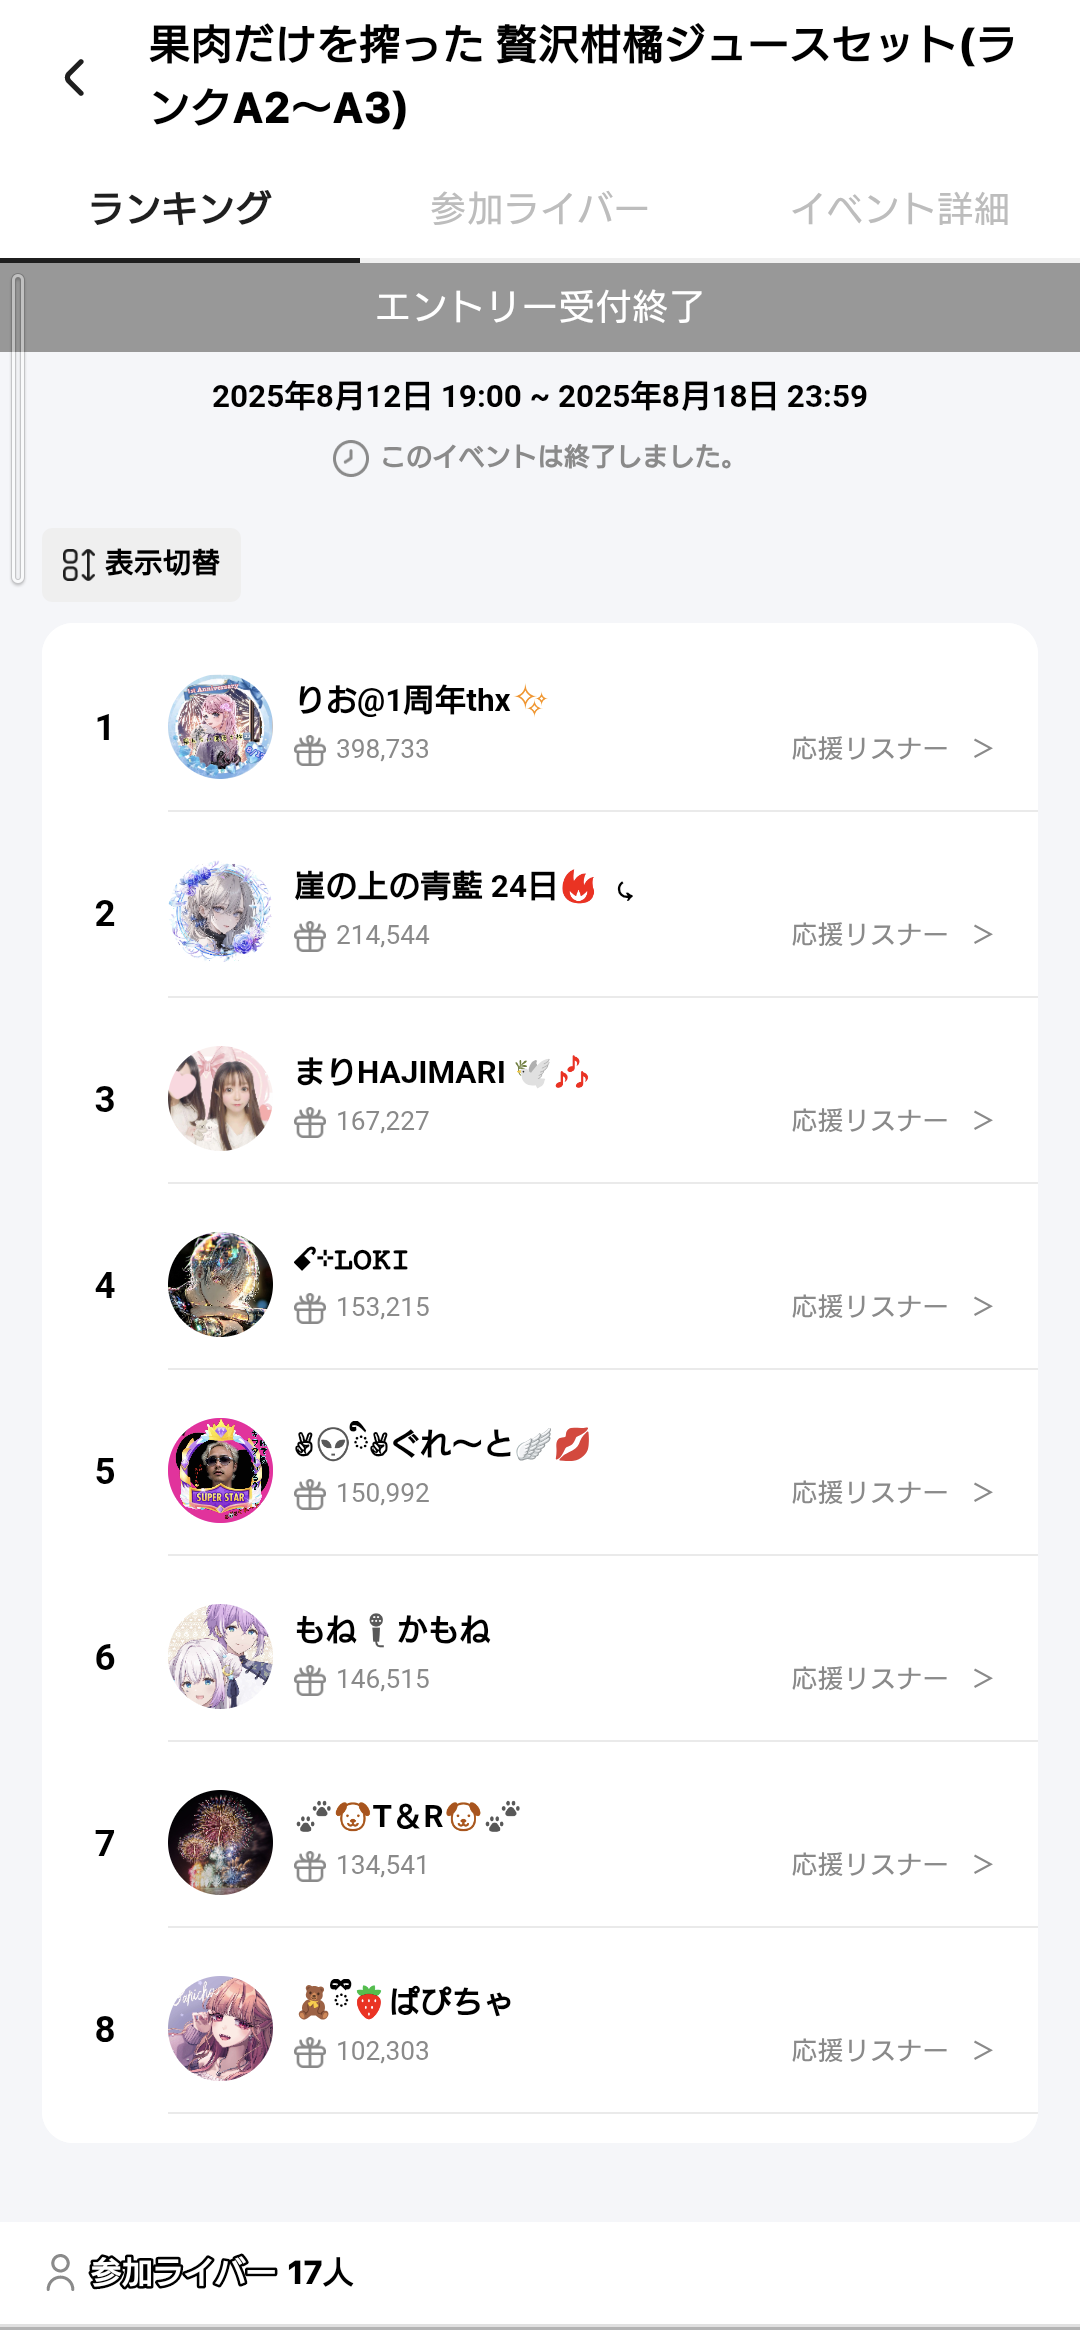 果肉だけを搾った 贅沢柑橘ジュースセット(ラ
ンクA2〜A3)
ランキング
参加ライバー
イベント詳細
エントリー受付終了
2025年8月12日 19:00 ~ 2025年8月18日 23:59
このイベントは終了しました。
表示切替
1
りお@1周年thx✨
398,733
応援リスナー >
2
崖の上の青藍 24日🔥 ⤿
214,544
応援リスナー >
3
まりHAJIMARI 🕊️🎶
167,227
応援リスナー >
4
💣⊹LOKI
153,215
応援リスナー >
5
SUPER STAR
✌👽ྀི✌ぐれ〜と🪽💋
150,992
応援リスナー >
6
もね🎤かもね
146,515
応援リスナー >
7
🐾🐶T&R🐶🐾
134,541
応援リスナー >
8
🧸ྀི🍓ぱぴちゃ
102,303
応援リスナー >
参加ライバー 17人